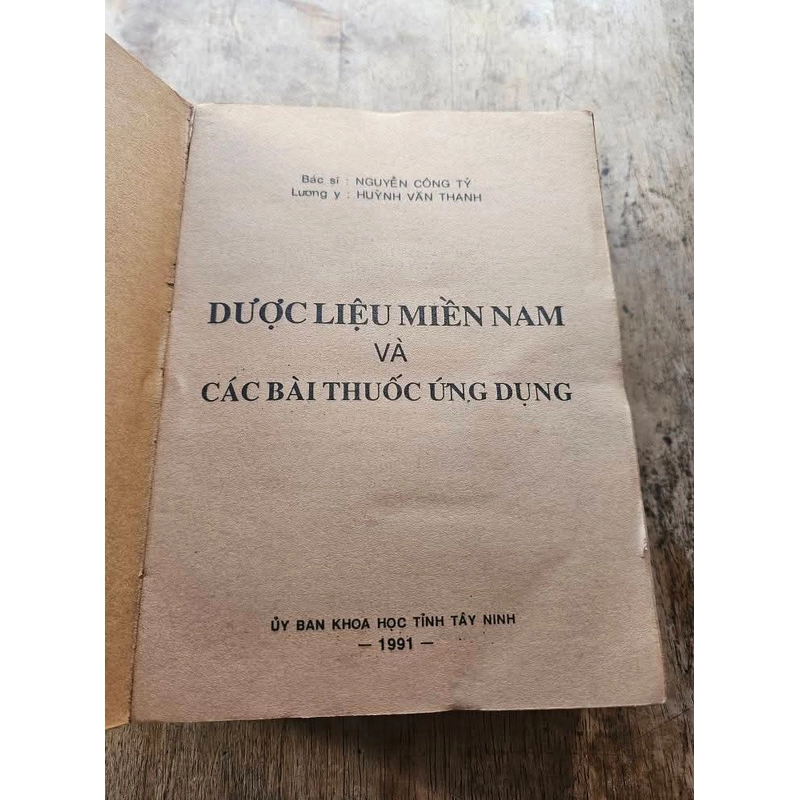 Bác sĩ : NGUYỄN CÔNG TỶ
Lương y : HUỲNH VĂN THANH
DƯỢC LIỆU MIỀN NAM
VÀ
CÁC BÀI THUỐC ỨNG DỤNG
ỦY BAN KHOA HỌC TỈNH TÂY NINH
— 1991 —